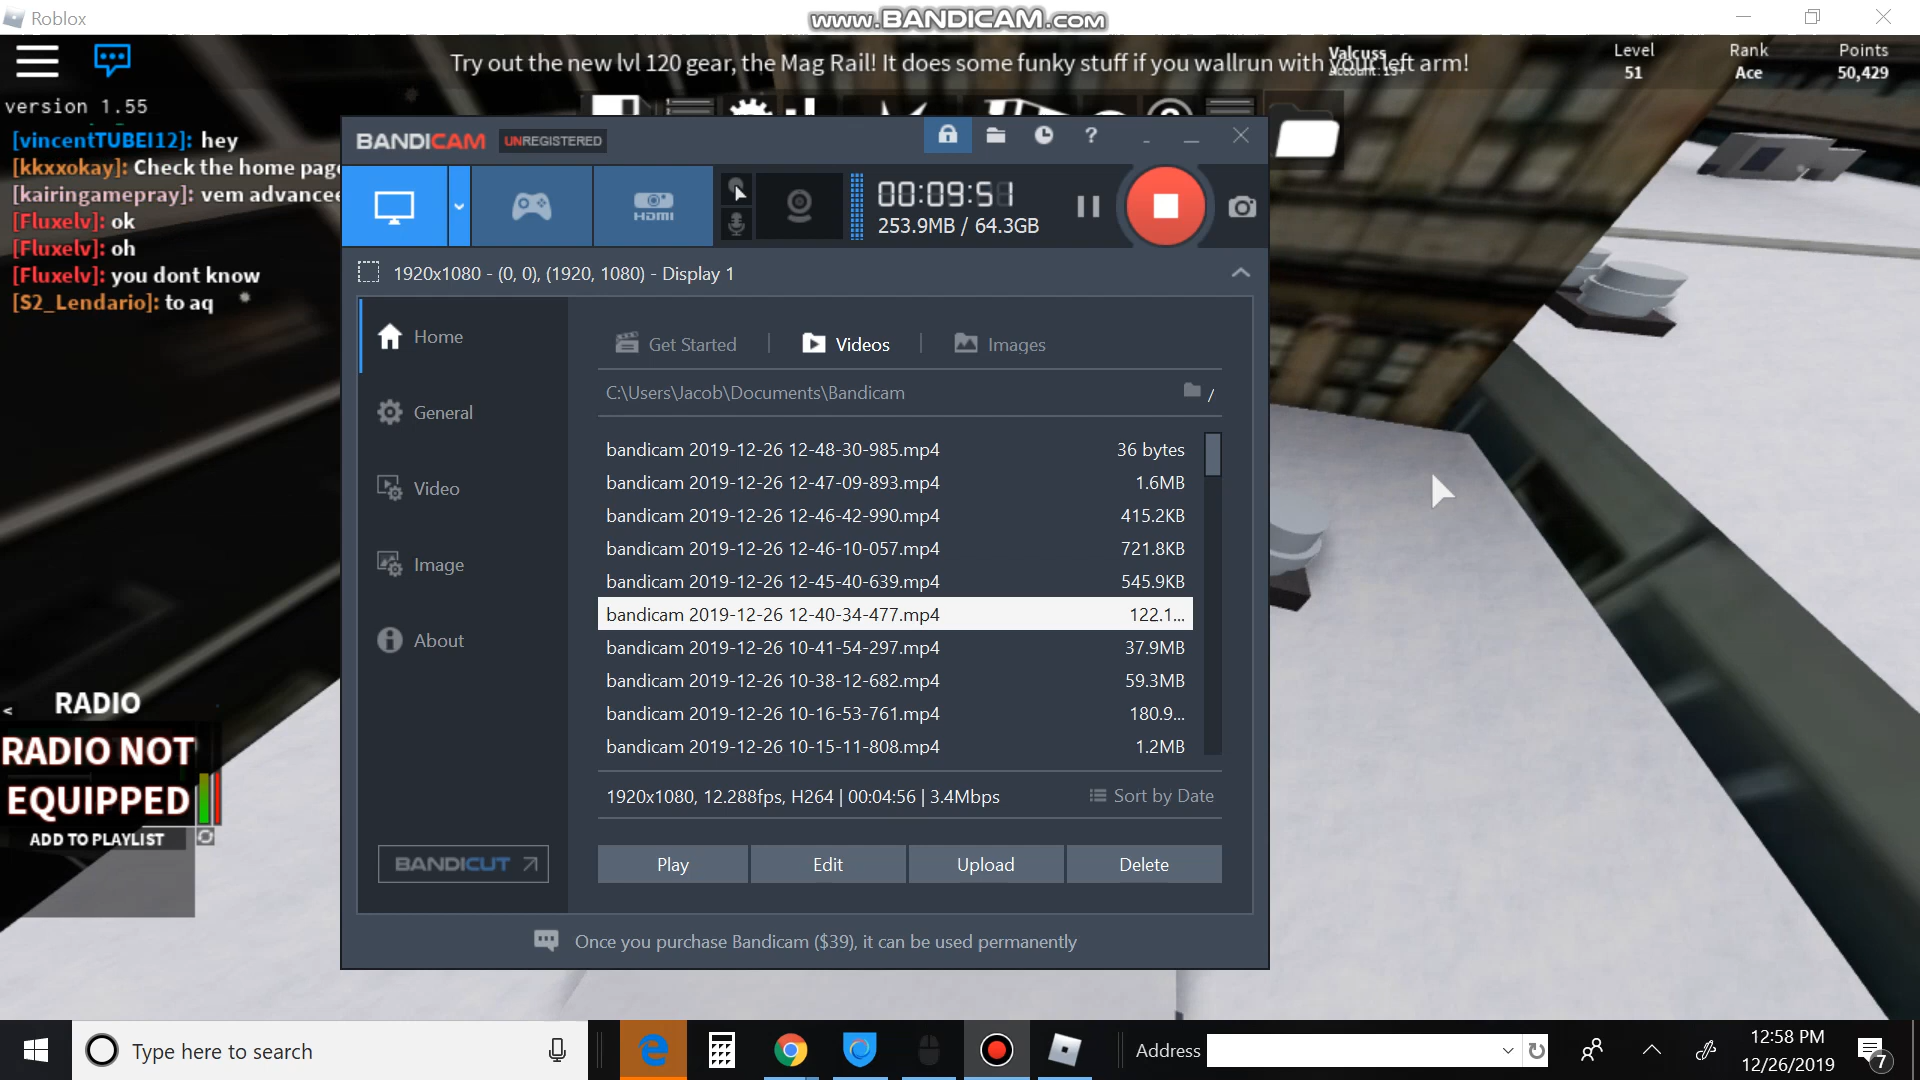 Roblox
www.BANDICAM.com
Try out the new lvl 120 gear, the Mag Rail! It does some funky stuff if you wallrun with your left arm!
Valcuss
Account: 13+
Level
51
Rank
Ace
Points
50,429
version 1.55
[vincentTUBEI12]: hey
[kkxxokay]: Check the home page
[kairingamepray]: vem advancee
[Fluxelv]: ok
[Fluxelv]: oh
[Fluxelv]: you dont know
[S2_Lendario]: to aq
BANDICAM UNREGISTERED
?
HDMI
00:09:51
253.9MB / 64.3GB
1920x1080 - (0, 0), (1920, 1080) - Display 1
Home
General
Video
Image
About
BANDICUT
Get Started
Videos
Images
C:\Users\Jacob\Documents\Bandicam
/
bandicam 2019-12-26 12-48-30-985.mp4 36 bytes
bandicam 2019-12-26 12-47-09-893.mp4 1.6MB
bandicam 2019-12-26 12-46-42-990.mp4 415.2KB
bandicam 2019-12-26 12-46-10-057.mp4 721.8KB
bandicam 2019-12-26 12-45-40-639.mp4 545.9KB
bandicam 2019-12-26 12-40-34-477.mp4 122.1...
bandicam 2019-12-26 10-41-54-297.mp4 37.9MB
bandicam 2019-12-26 10-38-12-682.mp4 59.3MB
bandicam 2019-12-26 10-16-53-761.mp4 180.9...
bandicam 2019-12-26 10-15-11-808.mp4 1.2MB
1920x1080, 12.288fps, H264 | 00:04:56 | 3.4Mbps
Sort by Date
Play
Edit
Upload
Delete
Once you purchase Bandicam ($39), it can be used permanently
< RADIO
RADIO NOT
EQUIPPED
ADD TO PLAYLIST
Type here to search
Address
12:58 PM
12/26/2019
7